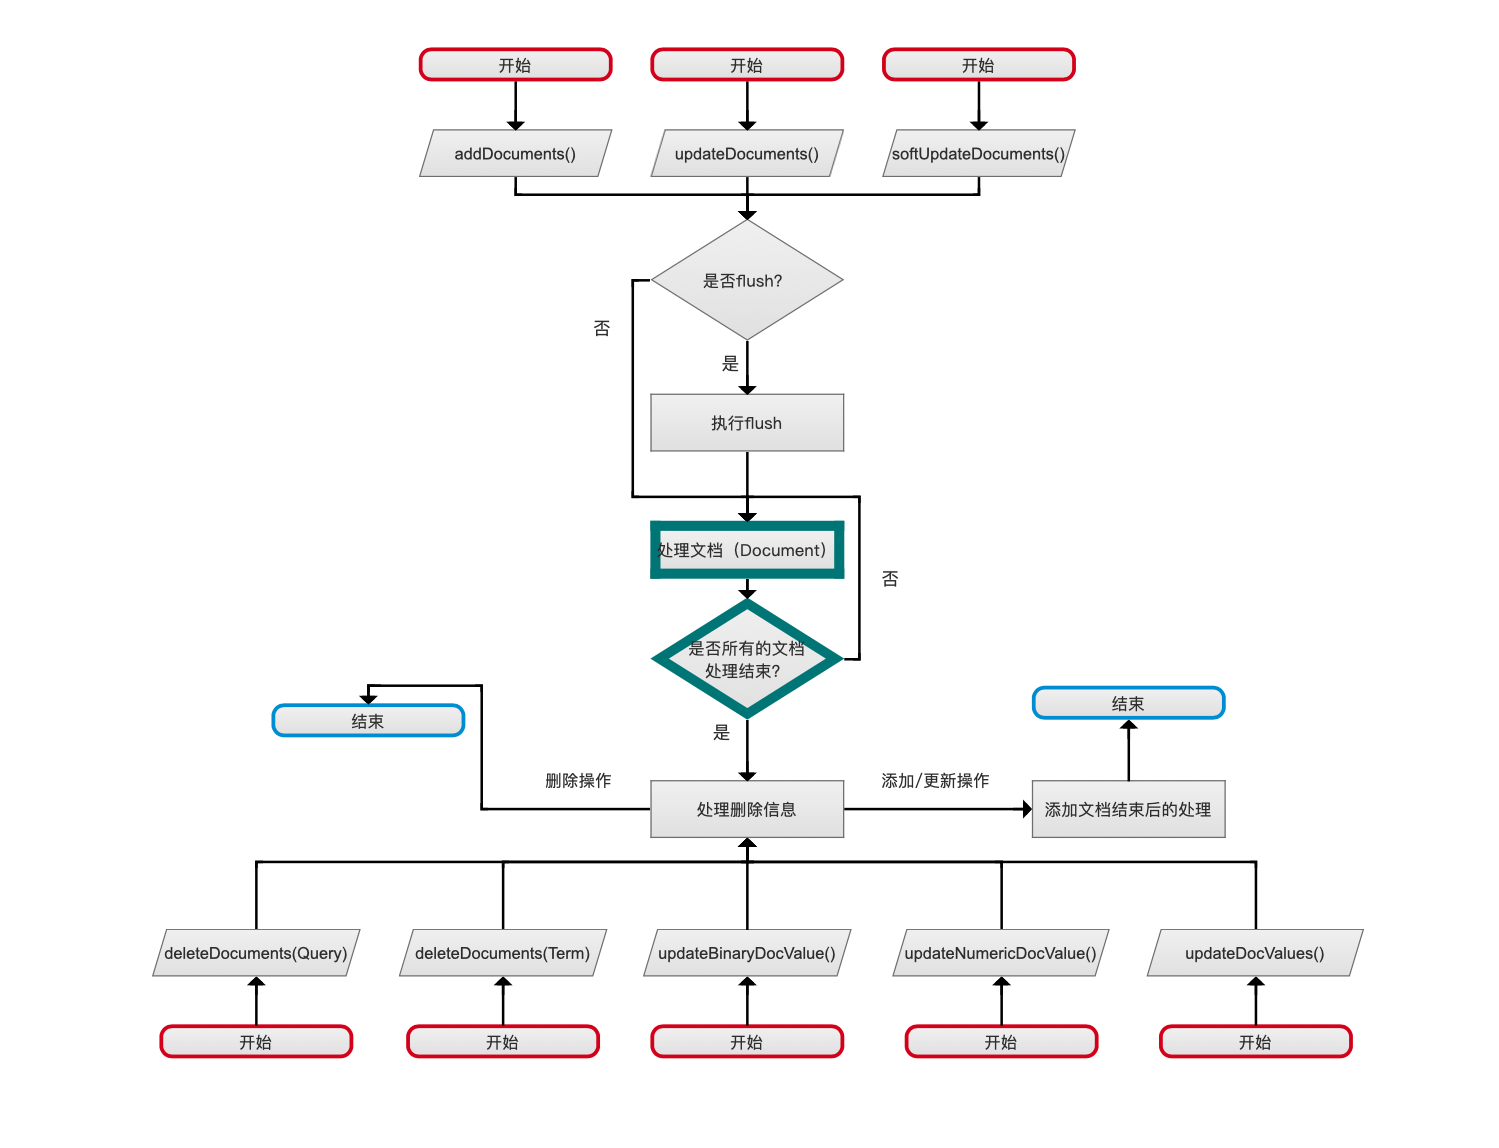 开始
开始
开始
addDocuments()
updateDocuments()
softUpdateDocuments()
是否flush?
否
是
执行flush
处理文档（Document）
否
是否所有的文档
处理结束?
结束
结束
是
删除操作
添加/更新操作
处理删除信息
添加文档结束后的处理
deleteDocuments(Query)
deleteDocuments(Term)
updateBinaryDocValue()
updateNumericDocValue()
updateDocValues()
开始
开始
开始
开始
开始